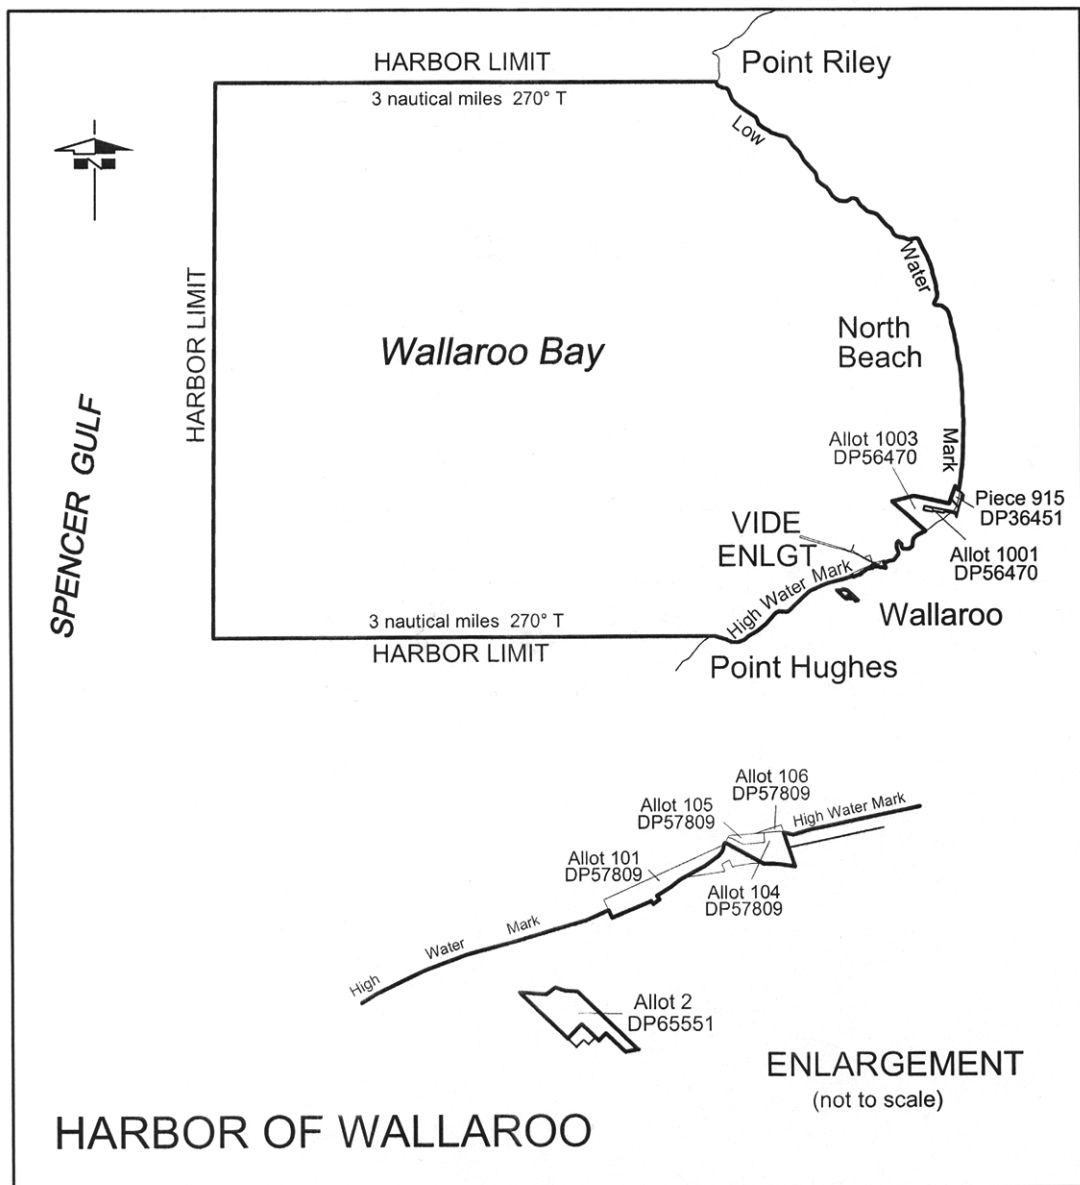 HARBOR LIMIT
Point Riley
3 nautical miles 270° T
Low
N
Water
HARBOR LIMIT
North
Beach
Wallaroo Bay
SPENCER GULF
Mark
Allot 1003
DP56470
Piece 915
DP36451
VIDE
ENLGT
Allot 1001
DP56470
High Water Mark
Wallaroo
3 nautical miles 270° T
HARBOR LIMIT
Point Hughes
Allot 106
DP57809
Allot 105
DP57809
High Water Mark
Allot 101
DP57809
Allot 104
DP57809
High Water Mark
Allot 2
DP65551
ENLARGEMENT
(not to scale)
HARBOR OF WALLAROO